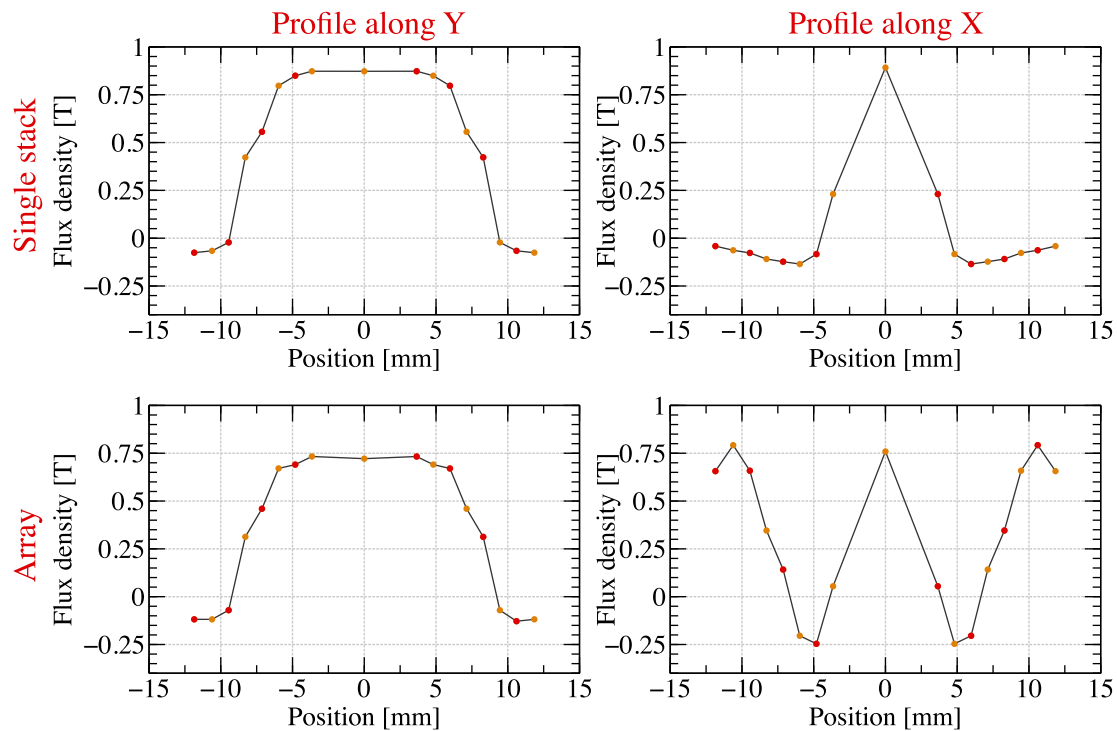 Profile along Y
Profile along X
Single stack
Flux density [T]
1
0.75
0.5
0.25
0
−0.25
−15 −10 −5 0 5 10 15
Position [mm]
Flux density [T]
1
0.75
0.5
0.25
0
−0.25
−15 −10 −5 0 5 10 15
Position [mm]
Array
Flux density [T]
1
0.75
0.5
0.25
0
−0.25
−15 −10 −5 0 5 10 15
Position [mm]
Flux density [T]
1
0.75
0.5
0.25
0
−0.25
−15 −10 −5 0 5 10 15
Position [mm]